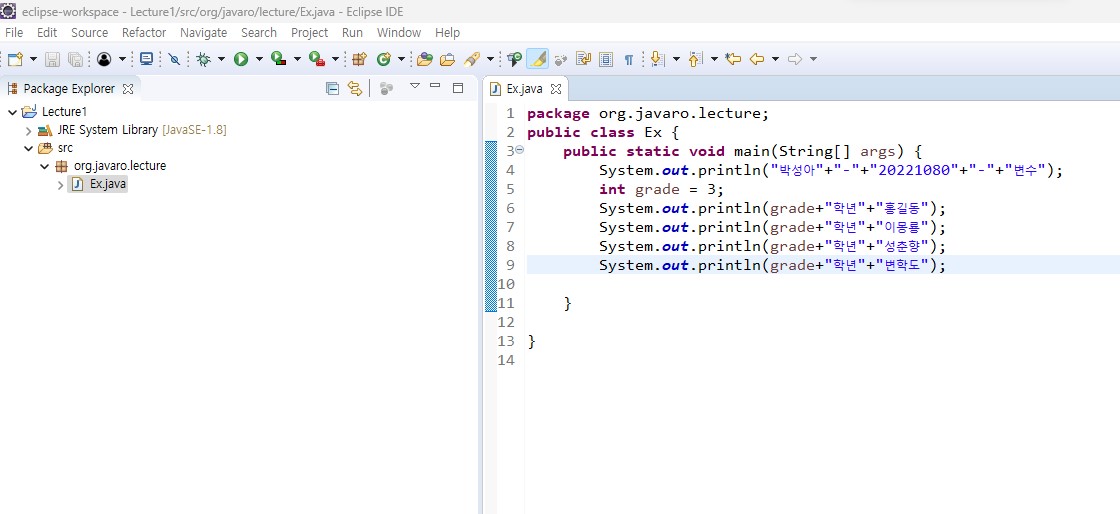 eclipse-workspace - Lecture1/src/org/javaro/lecture/Ex.java - Eclipse IDE
File Edit Source Refactor Navigate Search Project Run Window Help
Package Explorer
Lecture1
JRE System Library [JavaSE-1.8]
src
org.javaro.lecture
Ex.java
Ex.java
1 package org.javaro.lecture;
2 public class Ex {
3 public static void main(String[] args) {
4 System.out.println("박성아"+"-"+"20221080"+"-"+"변수");
5 int grade = 3;
6 System.out.println(grade+"학년"+"홍길동");
7 System.out.println(grade+"학년"+"이몽룡");
8 System.out.println(grade+"학년"+"성춘향");
9 System.out.println(grade+"학년"+"변학도");
10
11 }
12
13 }
14